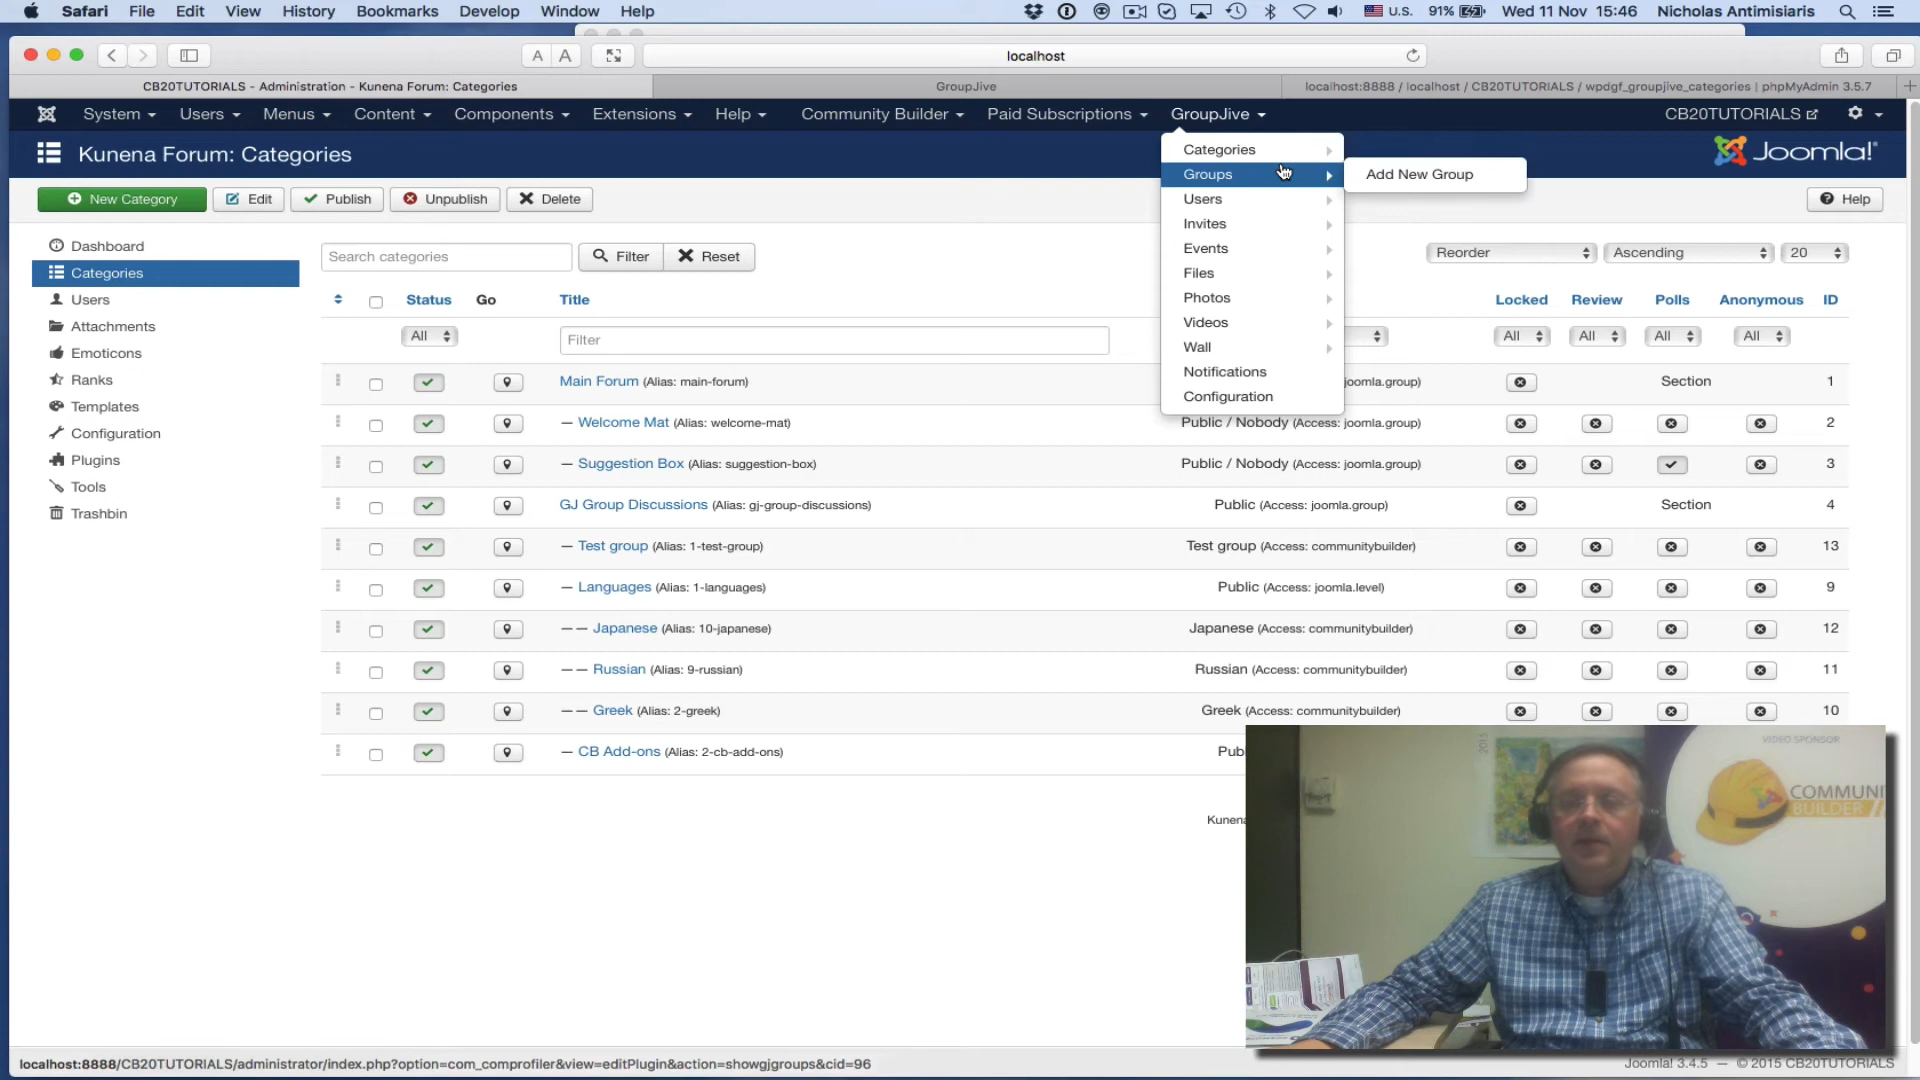 Safari File Edit View History Bookmarks Develop Window Help U.S. 91% Wed 11 Nov 15:46 Nicholas Antimisiaris
A A localhost
CB20TUTORIALS - Administration - Kunena Forum: Categories GroupJive localhost:8888 / localhost / CB20TUTORIALS / wpdgf_groupjive_categories | phpMyAdmin 3.5.7
System Users Menus Content Components Extensions Help Community Builder Paid Subscriptions GroupJive CB20TUTORIALS
Kunena Forum: Categories Joomla!
Categories
Groups Add New Group
Users
Invites
Events
Files
Photos
Videos
Wall
Notifications
Configuration
New Category Edit Publish Unpublish Delete Help
Dashboard
Categories
Users
Attachments
Emoticons
Ranks
Templates
Configuration
Plugins
Tools
Trashbin
Search categories Filter Reset Reorder Ascending 20
Status Go Title Locked Review Polls Anonymous ID
All Filter All All All All
Main Forum (Alias: main-forum) joomla.group) Section 1
— Welcome Mat (Alias: welcome-mat) Public / Nobody (Access: joomla.group) 2
— Suggestion Box (Alias: suggestion-box) Public / Nobody (Access: joomla.group) 3
GJ Group Discussions (Alias: gj-group-discussions) Public (Access: joomla.group) Section 4
— Test group (Alias: 1-test-group) Test group (Access: communitybuilder) 13
— Languages (Alias: 1-languages) Public (Access: joomla.level) 9
— — Japanese (Alias: 10-japanese) Japanese (Access: communitybuilder) 12
— — Russian (Alias: 9-russian) Russian (Access: communitybuilder) 11
— — Greek (Alias: 2-greek) Greek (Access: communitybuilder) 10
— CB Add-ons (Alias: 2-cb-add-ons) Pub
Kunena
2015 VIDEO SPONSOR
COMMUNI
BUILDER
localhost:8888/CB20TUTORIALS/administrator/index.php?option=com_comprofiler&view=editPlugin&action=showgjgroups&cid=96 Joomla! 3.4.5 — © 2015 CB20TUTORIALS